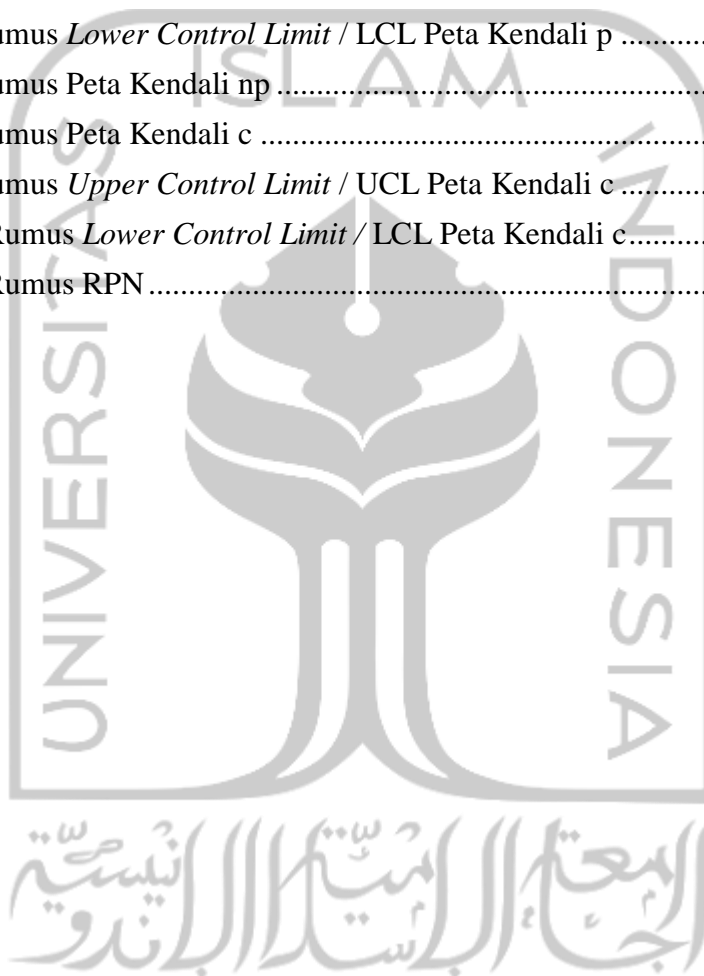 umus Lower Control Limit / LCL Peta Kendali p ...........
umus Peta Kendali np ......................................................
umus Peta Kendali c ........................................................
umus Upper Control Limit / UCL Peta Kendali c ...........
Rumus Lower Control Limit / LCL Peta Kendali c..........
Rumus RPN ......................................................................
ISLAM
UNIVERSITAS
INDONESIA